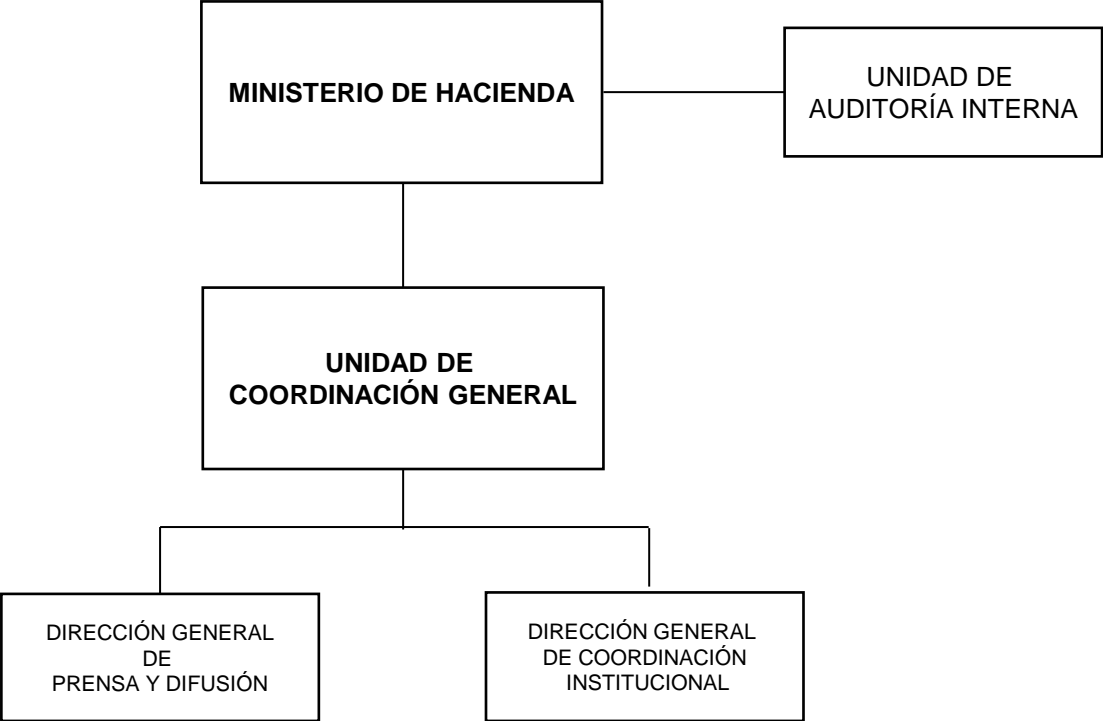 MINISTERIO DE HACIENDA
UNIDAD DE
AUDITORÍA INTERNA
UNIDAD DE
COORDINACIÓN GENERAL
DIRECCIÓN GENERAL
DE
PRENSA Y DIFUSIÓN
DIRECCIÓN GENERAL
DE COORDINACIÓN
INSTITUCIONAL